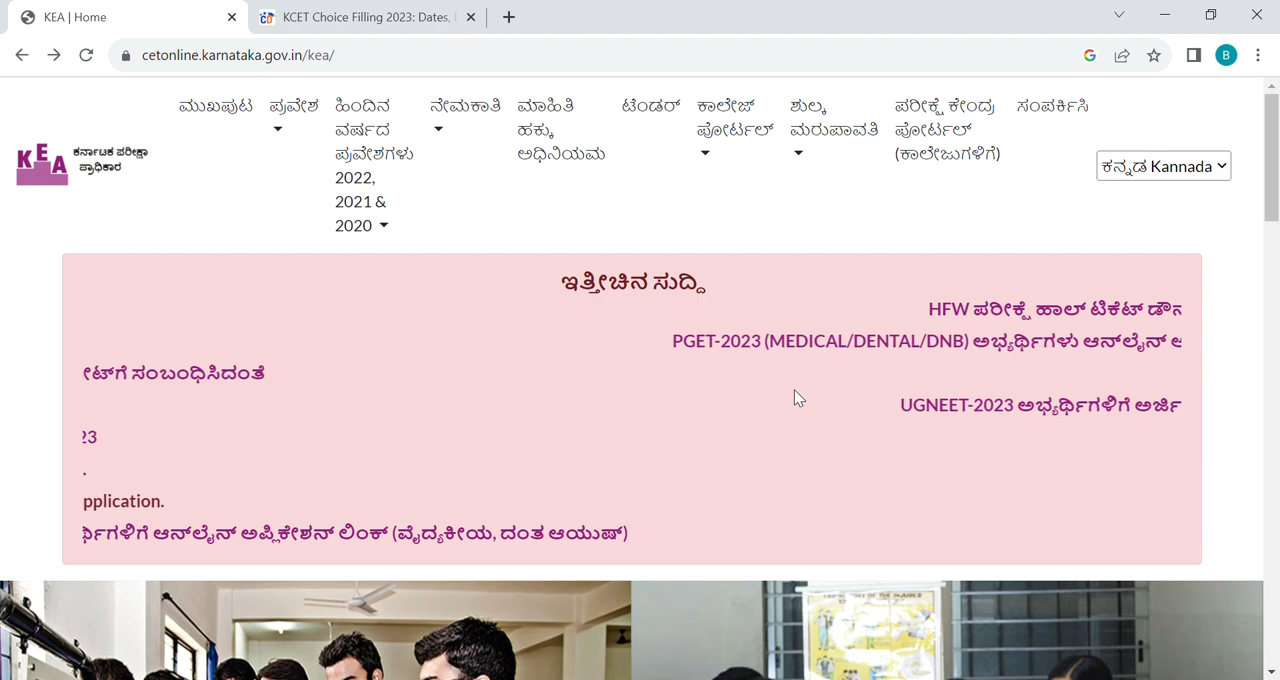 KEA | Home
KCET Choice Filling 2023: Dates,
cetonline.karnataka.gov.in/kea/
B
KEA
ಕರ್ನಾಟಕ ಪರೀಕ್ಷಾ
ಪ್ರಾಧಿಕಾರ
ಮುಖಪುಟ
ಪ್ರವೇಶ
ಹಿಂದಿನ
ವರ್ಷದ
ಪ್ರವೇಶಗಳು
2022,
2021 &
2020
ನೇಮಕಾತಿ
ಮಾಹಿತಿ
ಹಕ್ಕು
ಅಧಿನಿಯಮ
ಟೆಂಡರ್
ಕಾಲೇಜ್
ಪೋರ್ಟಲ್
ಶುಲ್ಕ
ಮರುಪಾವತಿ
ಪರೀಕ್ಷೆ ಕೇಂದ್ರ
ಪೋರ್ಟಲ್
(ಕಾಲೇಜುಗಳಿಗೆ)
ಸಂಪರ್ಕಿಸಿ
ಕನ್ನಡ Kannada
ಇತ್ತೀಚಿನ ಸುದ್ದಿ
HFW ಪರೀಕ್ಷೆ ಹಾಲ್ ಟಿಕೆಟ್
PGET-2023 (MEDICAL/DENTAL/DNB) ಅಭ್ಯರ್ಥಿಗಳು ಆನ್‌ಲೈನ್
ೀಟ್‌ಗೆ ಸಂಬಂಧಿಸಿದಂತೆ
UGNEET-2023 ಅಭ್ಯರ್ಥಿಗಳಿಗೆ ಅರ್ಜಿ
23
.
pplication.
ರ್ಥಿಗಳಿಗೆ ಆನ್‌ಲೈನ್ ಅಪ್ಲಿಕೇಶನ್ ಲಿಂಕ್ (ವೈದ್ಯಕೀಯ, ದಂತ ಆಯುಷ್)